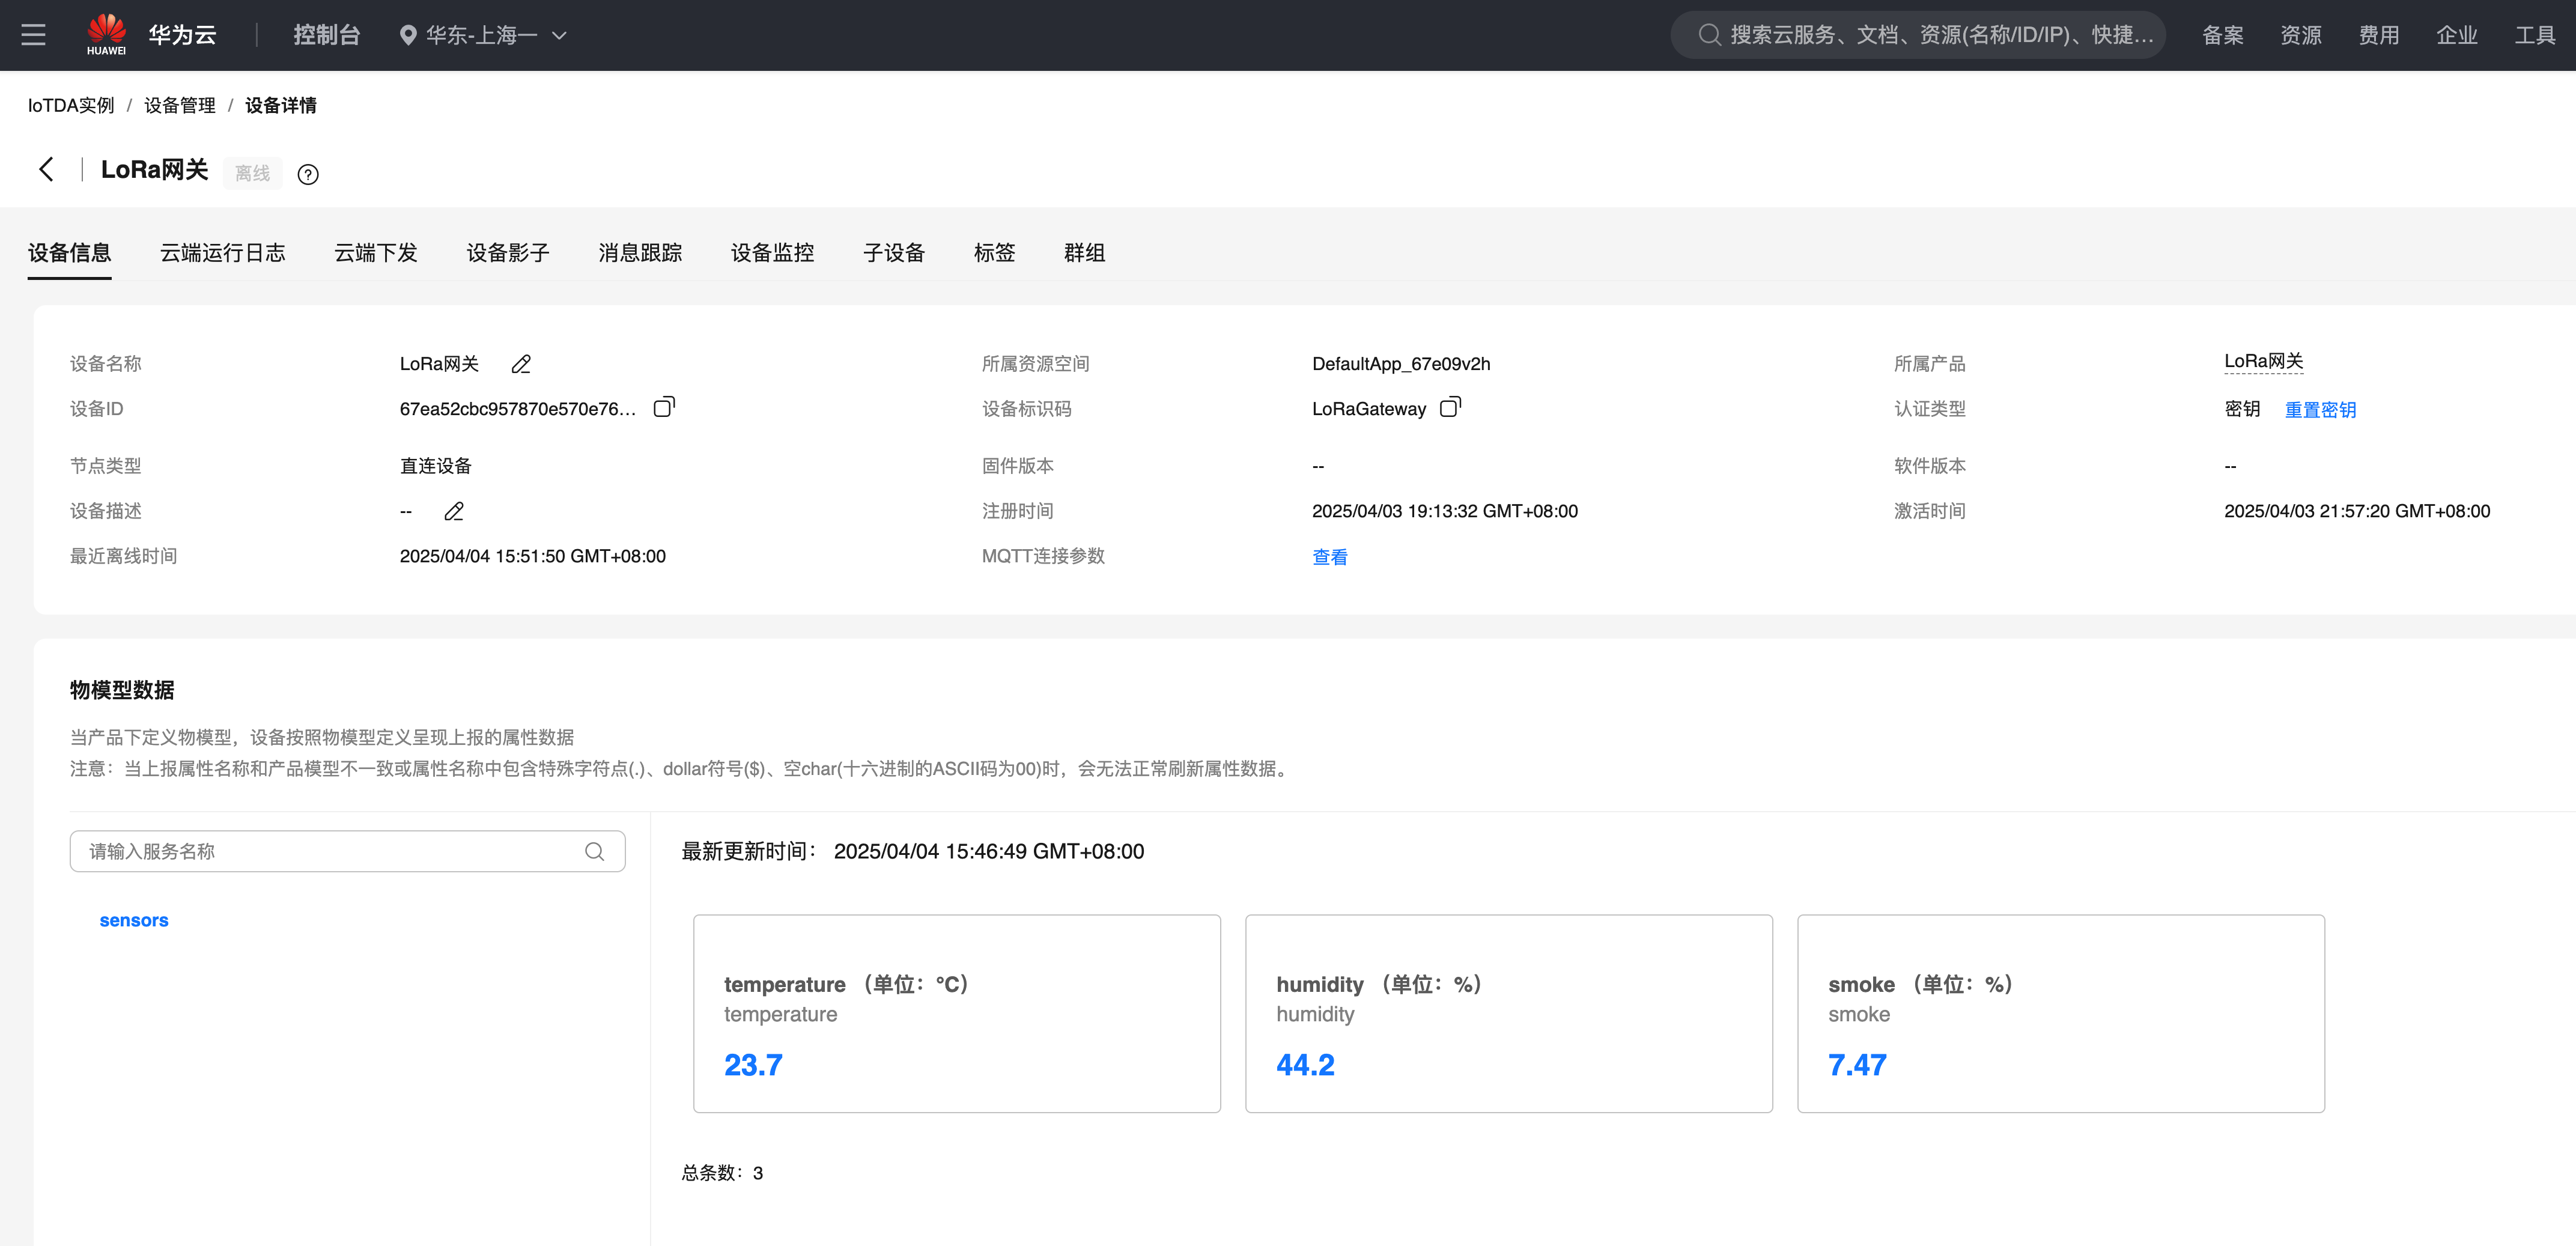 HUAWEI 华为云 控制台 华东-上海一 搜索云服务、文档、资源(名称/ID/IP)、快捷... 备案 资源 费用 企业 工具
IoTDA实例 / 设备管理 / 设备详情
LoRa网关 离线
设备信息 云端运行日志 云端下发 设备影子 消息跟踪 设备监控 子设备 标签 群组
设备名称 LoRa网关 所属资源空间 DefaultApp_67e09v2h 所属产品 LoRa网关
设备ID 67ea52cbc957870e570e76... 设备标识码 LoRaGateway 认证类型 密钥 重置密钥
节点类型 直连设备 固件版本 -- 软件版本 --
设备描述 -- 注册时间 2025/04/03 19:13:32 GMT+08:00 激活时间 2025/04/03 21:57:20 GMT+08:00
最近离线时间 2025/04/04 15:51:50 GMT+08:00 MQTT连接参数 查看
物模型数据
当产品下定义物模型，设备按照物模型定义呈现上报的属性数据
注意：当上报属性名称和产品模型不一致或属性名称中包含特殊字符点(.)、dollar符号($)、空char(十六进制的ASCII码为00)时，会无法正常刷新属性数据。
请输入服务名称 最新更新时间： 2025/04/04 15:46:49 GMT+08:00
sensors
temperature （单位：°C） humidity （单位：%） smoke （单位：%）
temperature humidity smoke
23.7 44.2 7.47
总条数：3